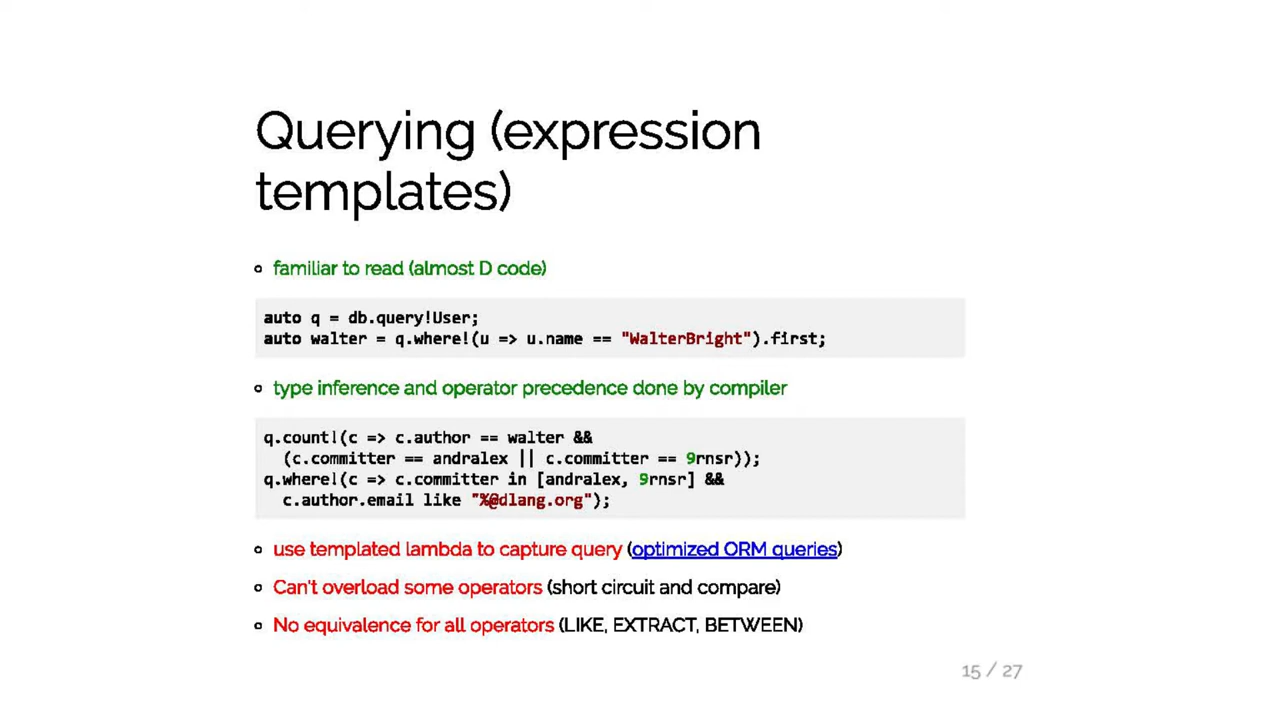 Querying (expression
templates)
familiar to read (almost D code)
auto q = db.query!User;
auto walter = q.where!(u => u.name == "WalterBright").first;
type inference and operator precedence done by compiler
q.count!(c => c.author == walter &&
(c.committer == andralex || c.committer == 9rnsr));
q.where!(c => c.committer in [andralex, 9rnsr] &&
c.author.email like "%@dlang.org");
use templated lambda to capture query (optimized ORM queries)
Can't overload some operators (short circuit and compare)
No equivalence for all operators (LIKE, EXTRACT, BETWEEN)
15 / 27